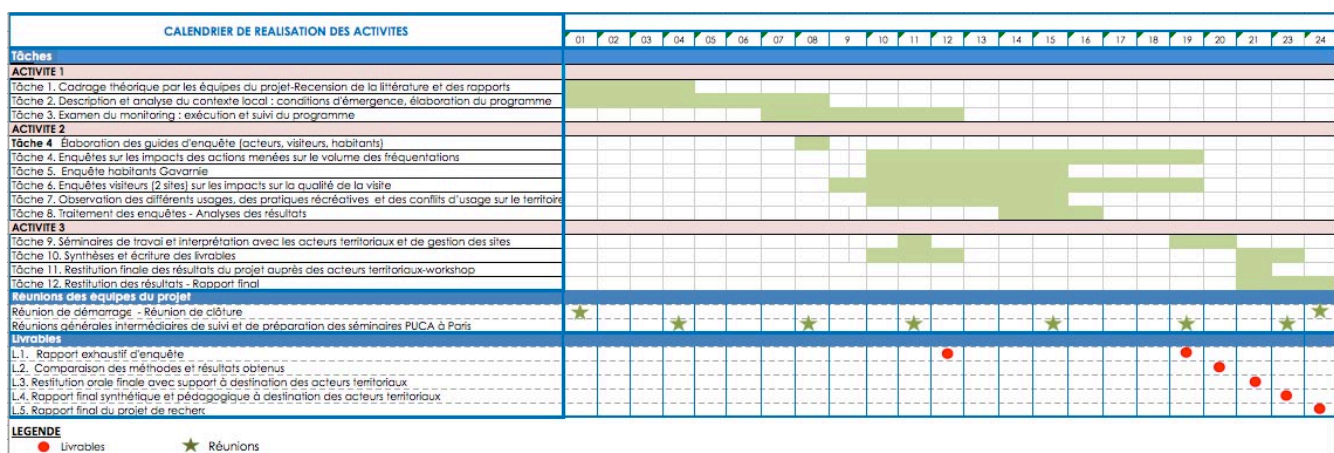 CALENDRIER DE REALISATION DES ACTIVITES
01 02 03 04 05 06 07 08 9 10 11 12 13 14 15 16 17 18 19 20 21 23 24
Tâches
ACTIVITE 1
Tâche 1. Cadrage théorique par les équipes du projet-Recension de la littérature et des rapports
Tâche 2. Description et analyse du contexte local : conditions d'émergence, élaboration du programme
Tâche 3. Examen du monitoring : exécution et suivi du programme
ACTIVITE 2
Tâche 4 Élaboration des guides d'enquête (acteurs, visiteurs, habitants)
Tâche 4. Enquêtes sur les impacts des actions menées sur le volume des fréquentations
Tâche 5. Enquête habitants Gavarnie
Tâche 6. Enquêtes visiteurs (2 sites) sur les impacts sur la qualité de la visite
Tâche 7. Observation des différents usages, des pratiques récréatives et des conflits d'usage sur le territoire
Tâche 8. Traitement des enquêtes - Analyses des résultats
ACTIVITE 3
Tâche 9. Séminaires de travai et interprétation avec les acteurs territoriaux et de gestion des sites
Tâche 10. Synthèses et écriture des livrables
Tâche 11. Restitution finale des résultats du projet auprès des acteurs territoriaux-workshop
Tâche 12. Restitution des résultats - Rapport final
Réunions des équipes du projet
Réunion de démarrage - Réunion de clôture
Réunions générales intermédiaires de suivi et de préparation des séminaires PUCA à Paris
Livrables
L.1. Rapport exhaustif d'enquête
L.2. Comparaison des méthodes et résultats obtenus
L.3. Restitution orale finale avec support à destination des acteurs territoriaux
L.4. Rapport final synthétique et pédagogique à destination des acteurs territoriaux
L.5. Rapport final du projet de recherc
LEGENDE
Livrables Réunions